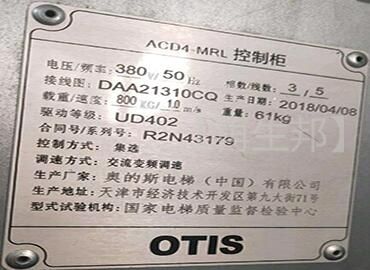 ACD4-MRL 控制柜
电压/频率: 380V/50Hz 相数/线数: 3/5
接线图: DAA21310CQ 生产日期: 2018/04/08
载重/速度: 800KG/1.0m/s 重量: 61kg
驱动等级: UD402
合同号/系列号: R2N43179
控制方式: 集选
调速方式: 交流变频调速
生产厂家: 奥的斯电梯（中国）有限公司
生产地址: 天津市经济技术开发区第九大街71号
型式试验机构: 国家电梯质量监督检验中心
OTIS